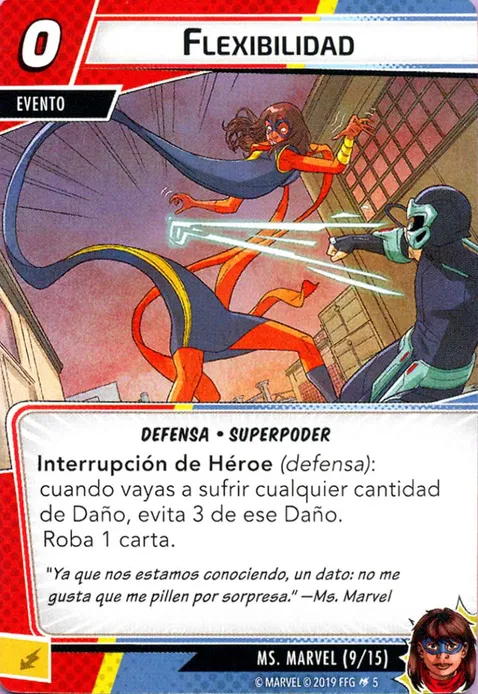 0
FLEXIBILIDAD
EVENTO
DEFENSA • SUPERPODER
Interrupción de Héroe (defensa):
cuando vayas a sufrir cualquier cantidad
de Daño, evita 3 de ese Daño.
Roba 1 carta.
"Ya que nos estamos conociendo, un dato: no me
gusta que me pillen por sorpresa." —Ms. Marvel
MS. MARVEL (9/15)
© MARVEL © 2019 FFG 5